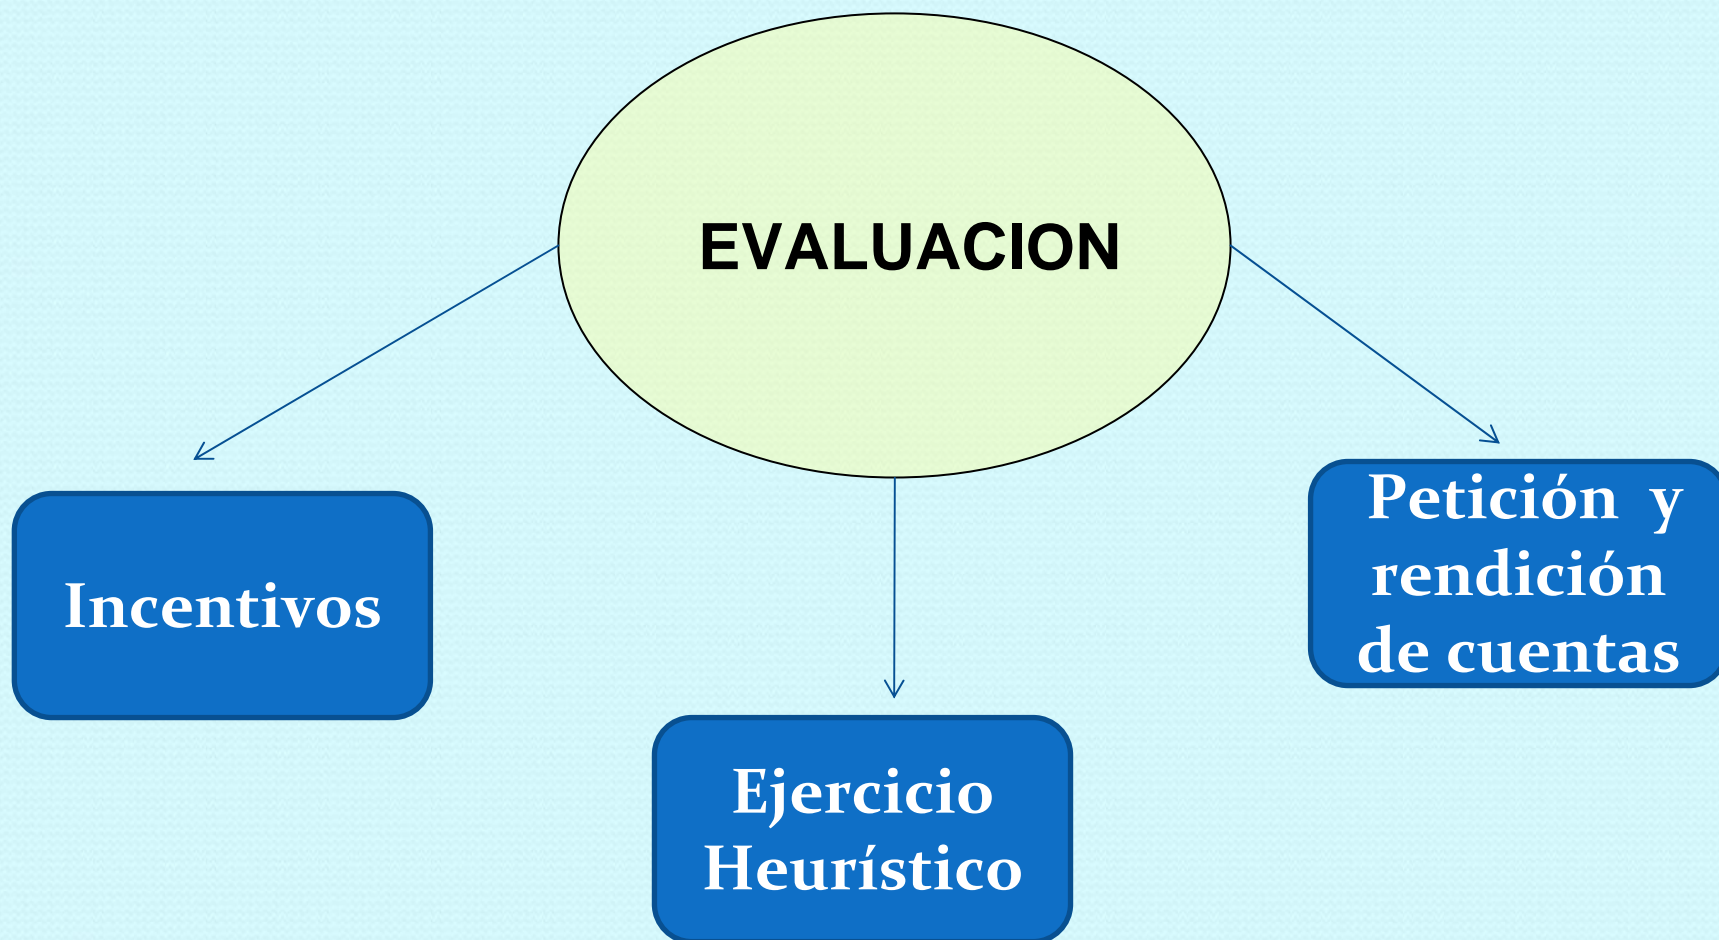 EVALUACION
Incentivos
Ejercicio
Heurístico
Petición y
rendición
de cuentas